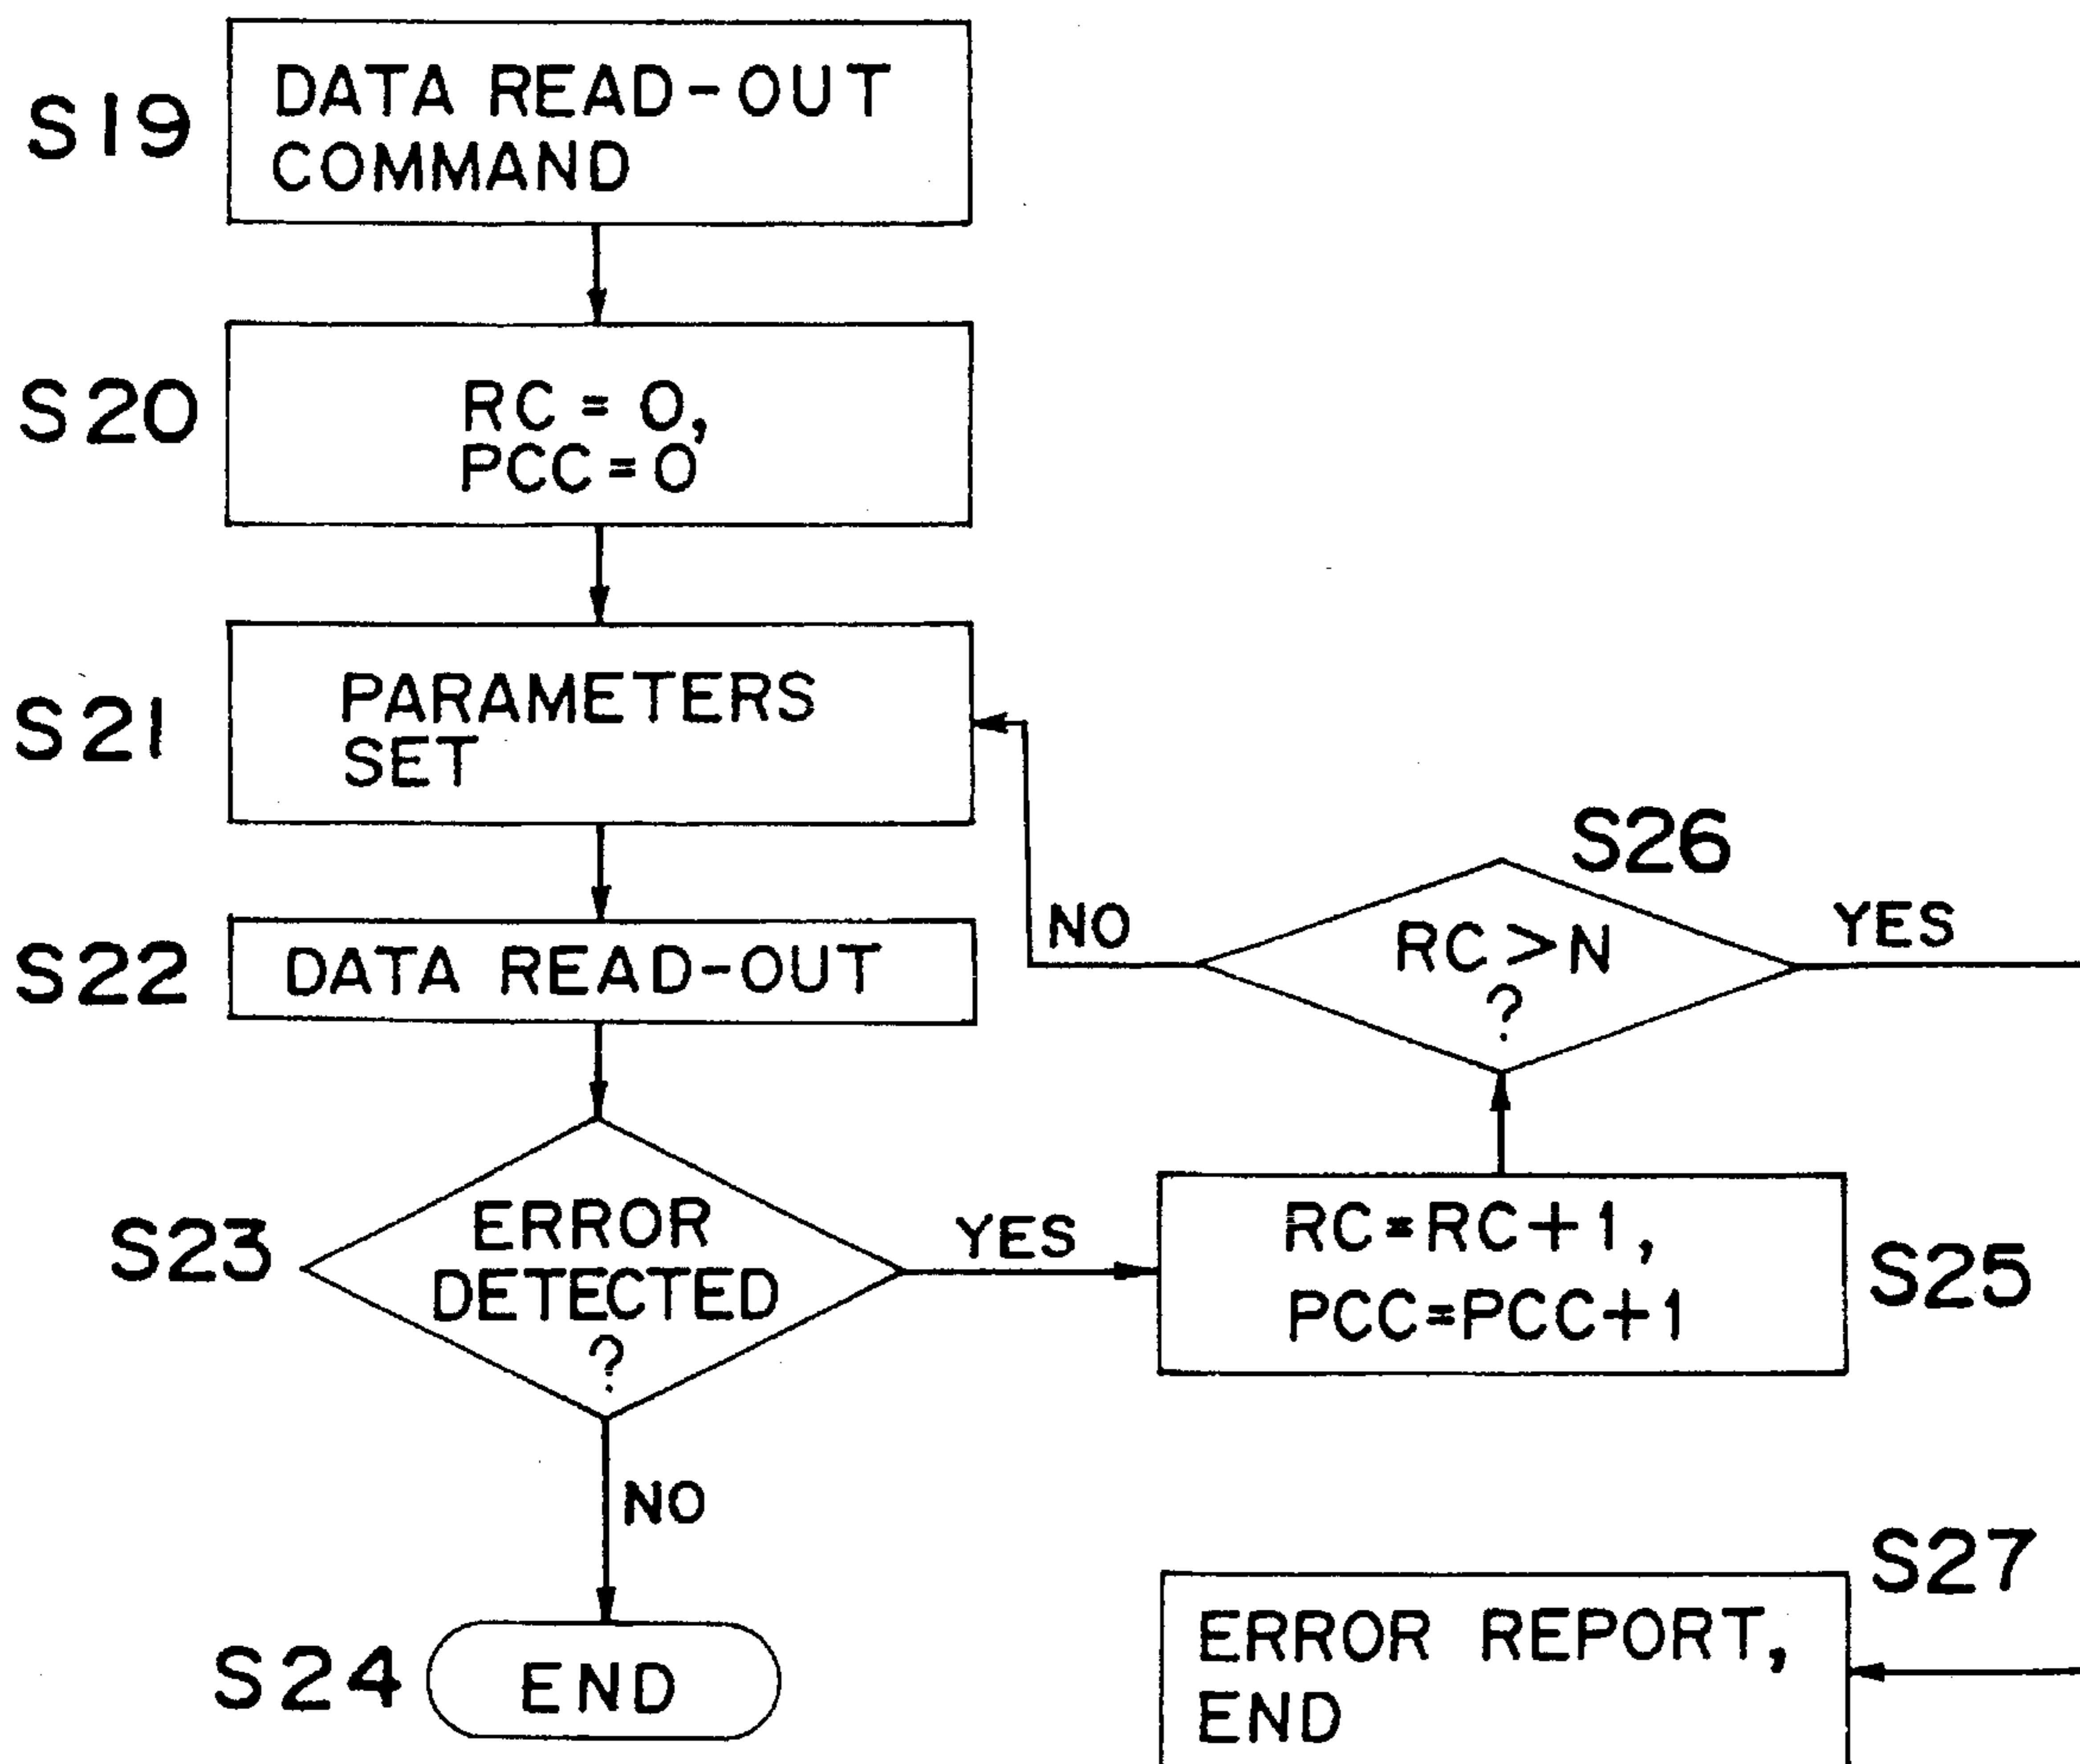 S19
DATA READ-OUT
COMMAND
S20
RC = 0,
PCC = 0
S21
PARAMETERS
SET
S22
DATA READ-OUT
S23
ERROR
DETECTED
?
YES
NO
S24
END
S25
RC=RC+1,
PCC=PCC+1
S26
RC>N
?
NO
YES
S27
ERROR REPORT,
END